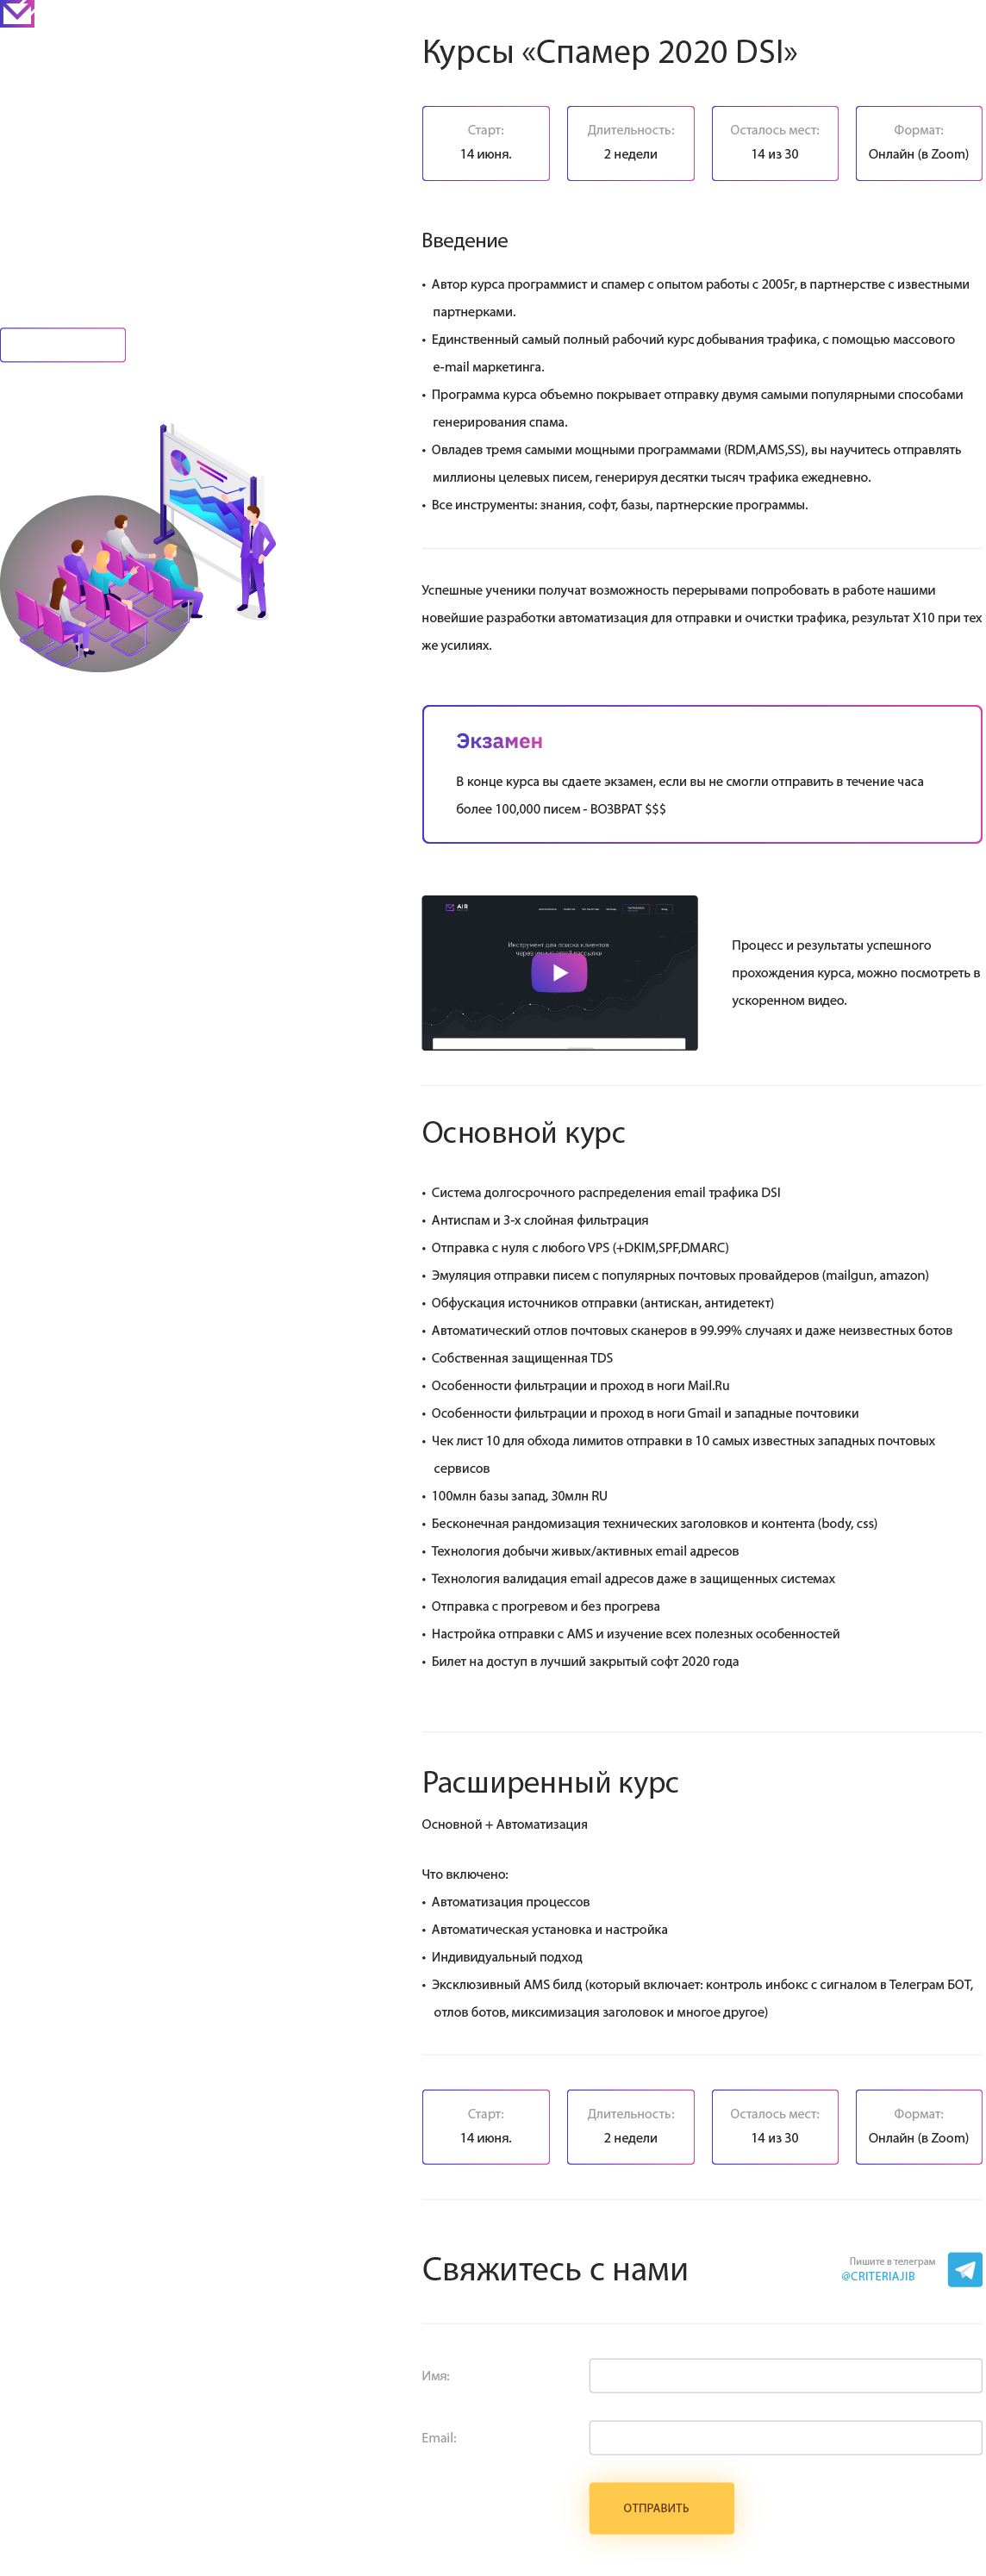 Курсы «Спамер 2020 DSI»
Старт:
14 июня.
Длительность:
2 недели
Осталось мест:
14 из 30
Формат:
Онлайн (в Zoom)
Введение
• Автор курса программист и спамер с опытом работы с 2005г, в партнерстве с известными
партнерками.
• Единственный самый полный рабочий курс добывания трафика, с помощью массового
e-mail маркетинга.
• Программа курса объемно покрывает отправку двумя самыми популярными способами
генерирования спама.
• Овладев тремя самыми мощными программами (RDM,AMS,SS), вы научитесь отправлять
миллионы целевых писем, генерируя десятки тысяч трафика ежедневно.
• Все инструменты: знания, софт, базы, партнерские программы.
Успешные ученики получат возможность перерывами попробовать в работе нашими
новейшие разработки автоматизация для отправки и очистки трафика, результат X10 при тех
же усилиях.
Экзамен
В конце курса вы сдаете экзамен, если вы не смогли отправить в течение часа
более 100,000 писем - ВОЗВРАТ $$$
AIR
Инструмент для поиска клиентов
Процесс и результаты успешного
прохождения курса, можно посмотреть в
ускоренном видео.
Основной курс
• Система долгосрочного распределения email трафика DSI
• Антиспам и 3-х слойная фильтрация
• Отправка с нуля с любого VPS (+DKIM,SPF,DMARC)
• Эмуляция отправки писем с популярных почтовых провайдеров (mailgun, amazon)
• Обфускация источников отправки (антискан, антидетект)
• Автоматический отлов почтовых сканеров в 99.99% случаях и даже неизвестных ботов
• Собственная защищенная TDS
• Особенности фильтрации и проход в ноги Mail.Ru
• Особенности фильтрации и проход в ноги Gmail и западные почтовики
• Чек лист 10 для обхода лимитов отправки в 10 самых известных западных почтовых
сервисов
• 100млн базы запад, 30млн RU
• Бесконечная рандомизация технических заголовков и контента (body, css)
• Технология добычи живых/активных email адресов
• Технология валидация email адресов даже в защищенных системах
• Отправка с прогревом и без прогрева
• Настройка отправки с AMS и изучение всех полезных особенностей
• Билет на доступ в лучший закрытый софт 2020 года
Расширенный курс
Основной + Автоматизация
Что включено:
• Автоматизация процессов
• Автоматическая установка и настройка
• Индивидуальный подход
• Эксклюзивный AMS билд (который включает: контроль инбокс с сигналом в Телеграм БОТ,
отлов ботов, миксимизация заголовок и многое другое)
Старт:
14 июня.
Длительность:
2 недели
Осталось мест:
14 из 30
Формат:
Онлайн (в Zoom)
Свяжитесь с нами
Пишите в телеграм
@CRITERIAJIB
Имя:
Email:
ОТПРАВИТЬ